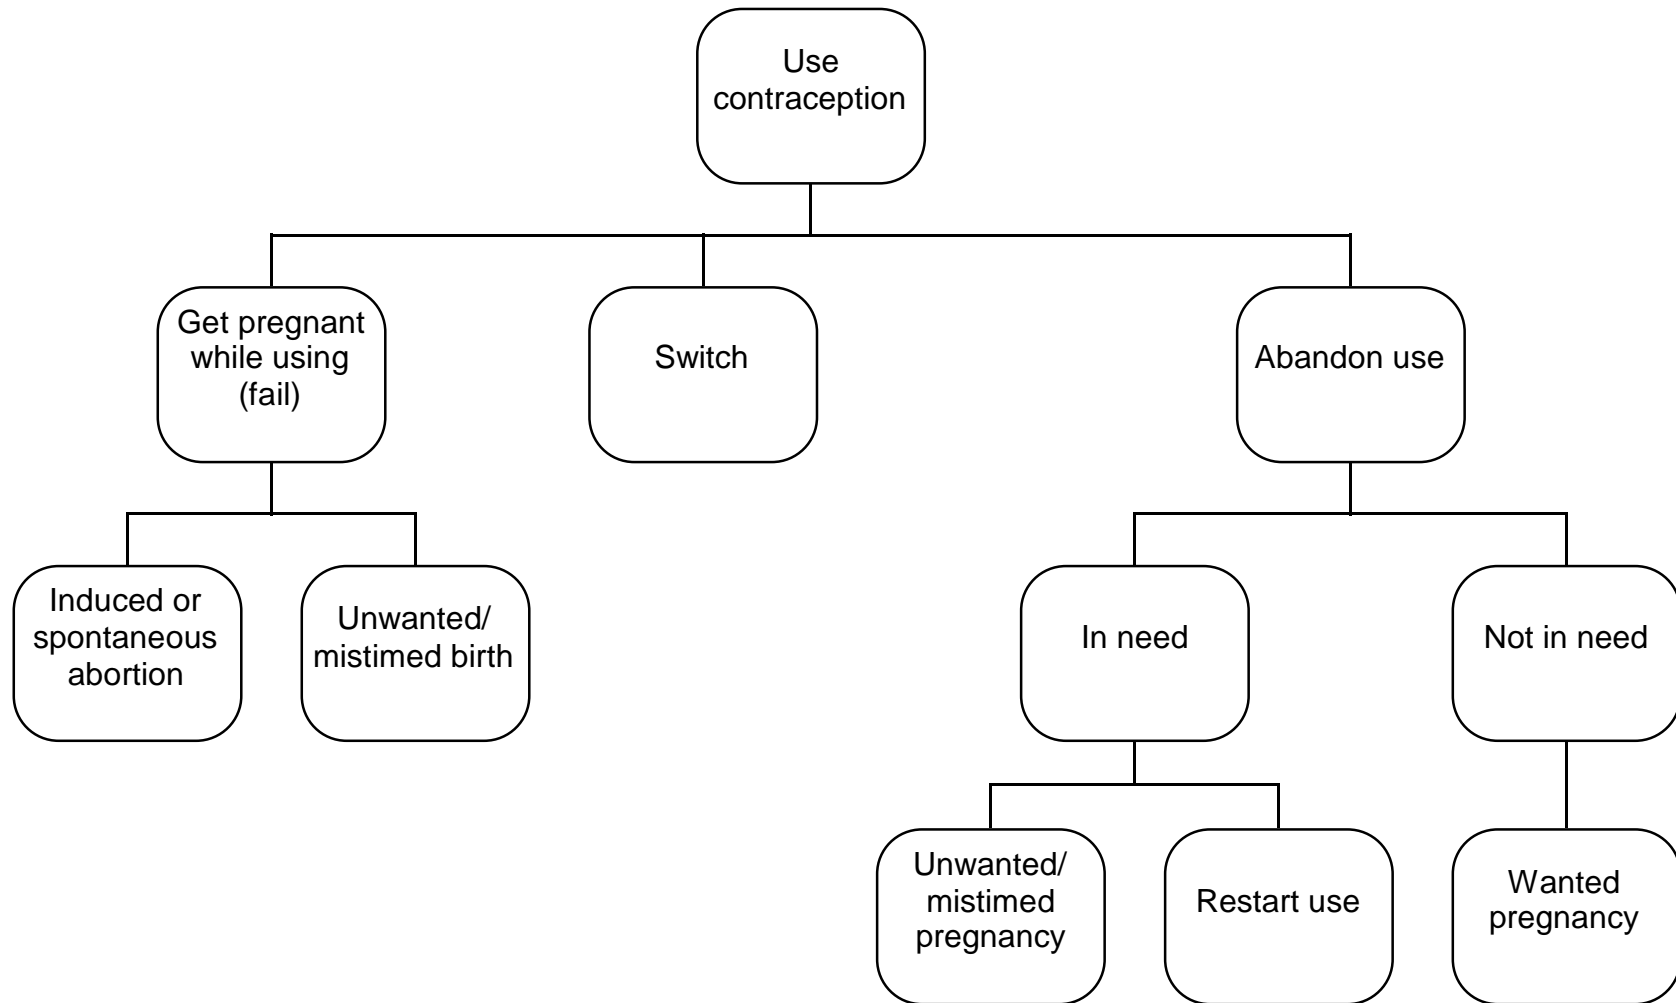 Use
contraception
Get pregnant
while using
(fail)
Switch
Abandon use
Induced or
spontaneous
abortion
Unwanted/
mistimed birth
In need
Not in need
Unwanted/
mistimed
pregnancy
Restart use
Wanted
pregnancy